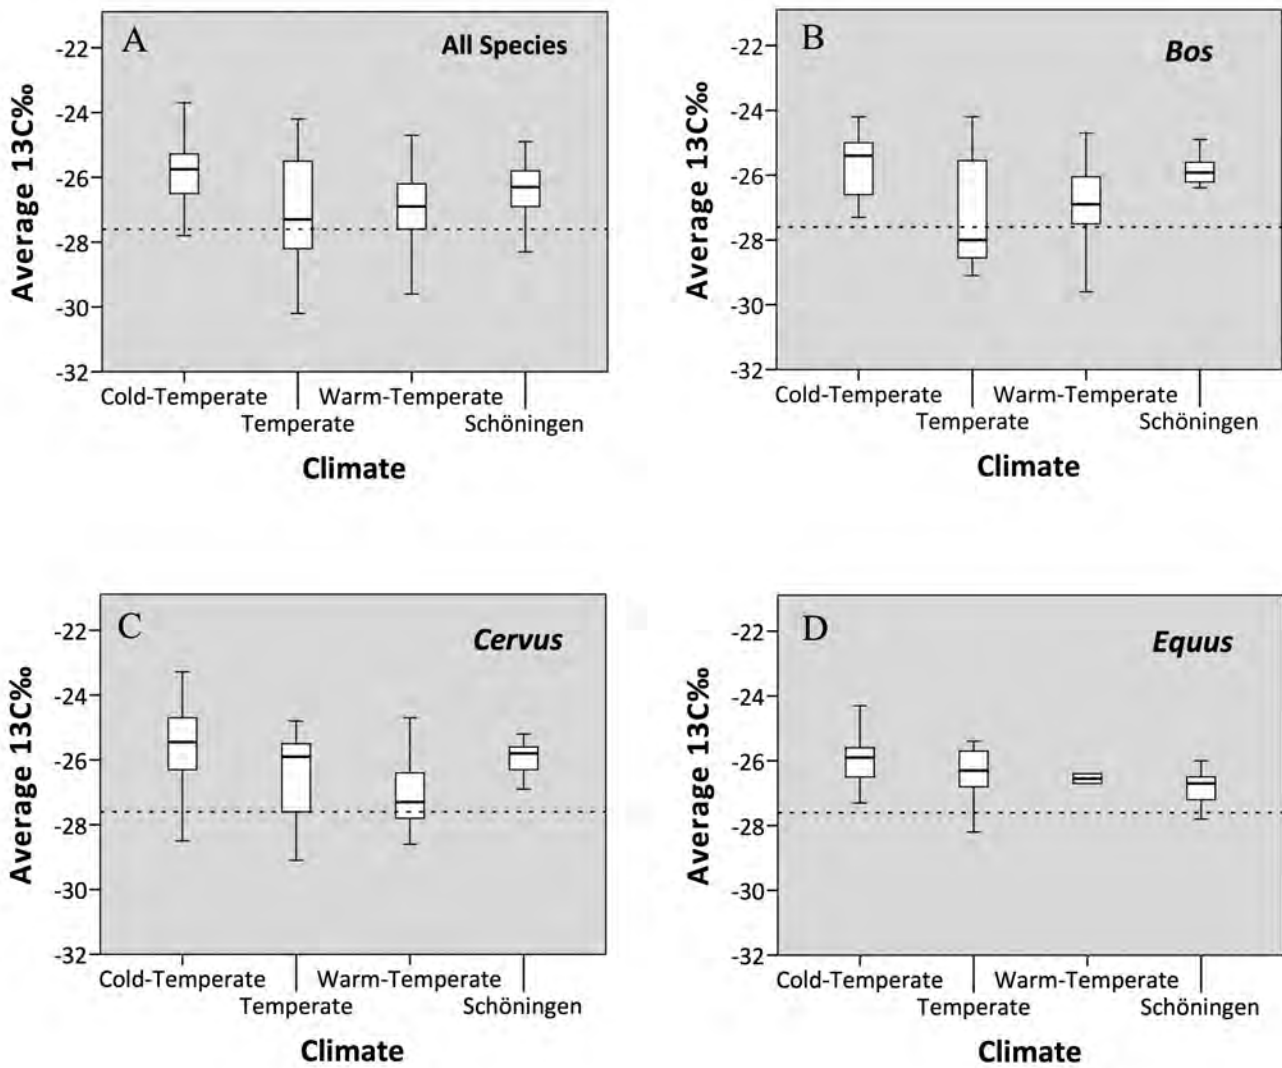 A
All Species
Average 13C‰
-22
-24
-26
-28
-30
-32
Cold-Temperate
Warm-Temperate
Temperate
Schöningen
Climate
B
Bos
Average 13C‰
-22
-24
-26
-28
-30
-32
Cold-Temperate
Warm-Temperate
Temperate
Schöningen
Climate
C
Cervus
Average 13C‰
-22
-24
-26
-28
-30
-32
Cold-Temperate
Warm-Temperate
Temperate
Schöningen
Climate
D
Equus
Average 13C‰
-22
-24
-26
-28
-30
-32
Cold-Temperate
Warm-Temperate
Temperate
Schöningen
Climate